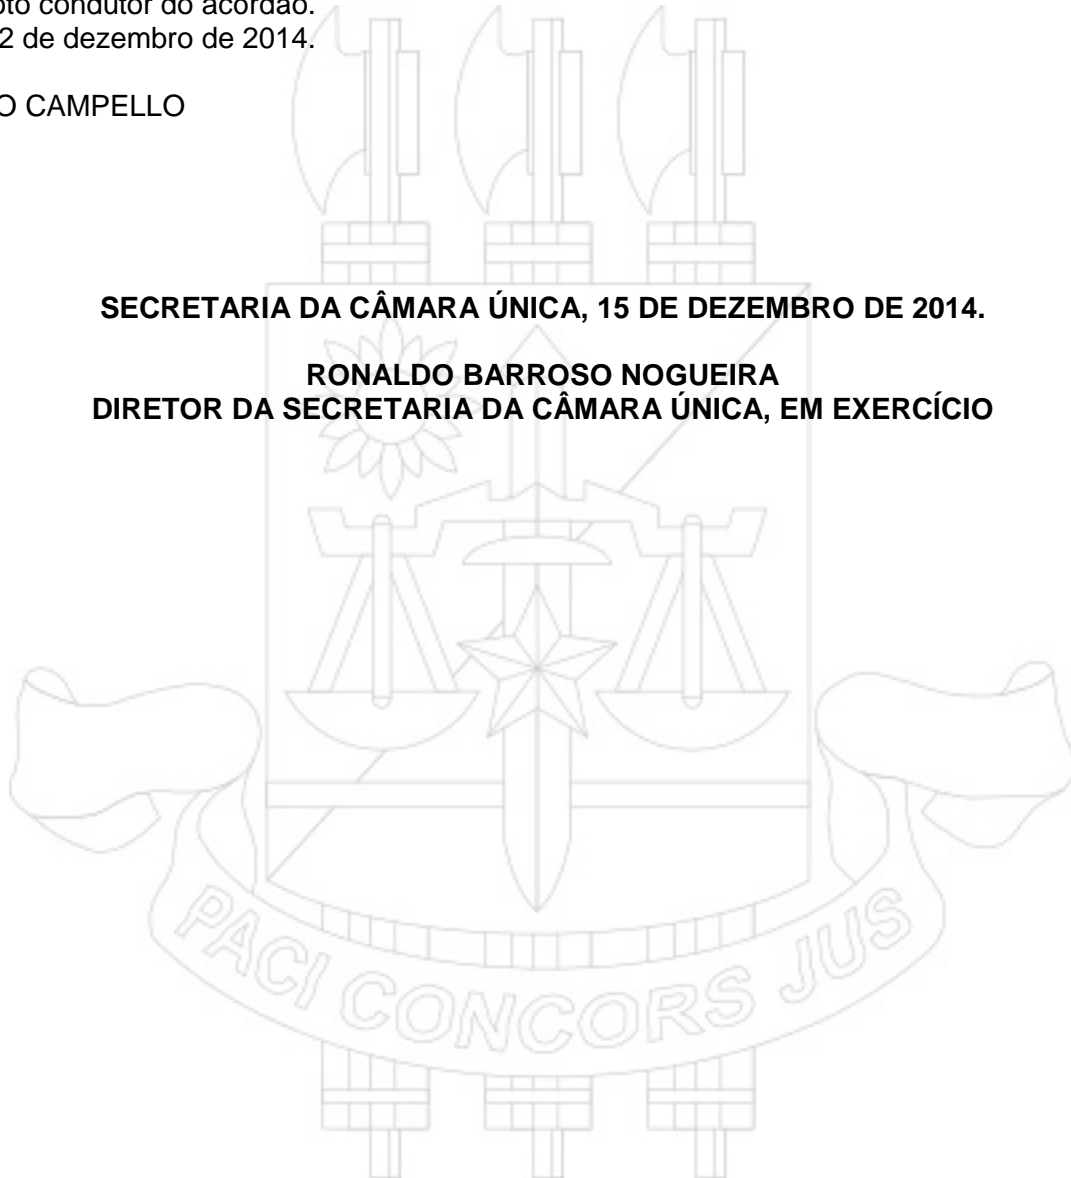 oto condutor do acórdão.
2 de dezembro de 2014.
O CAMPELLO
SECRETARIA DA CÂMARA ÚNICA, 15 DE DEZEMBRO DE 2014.
RONALDO BARROSO NOGUEIRA
DIRETOR DA SECRETARIA DA CÂMARA ÚNICA, EM EXERCÍCIO
PACI CONCORS JUS